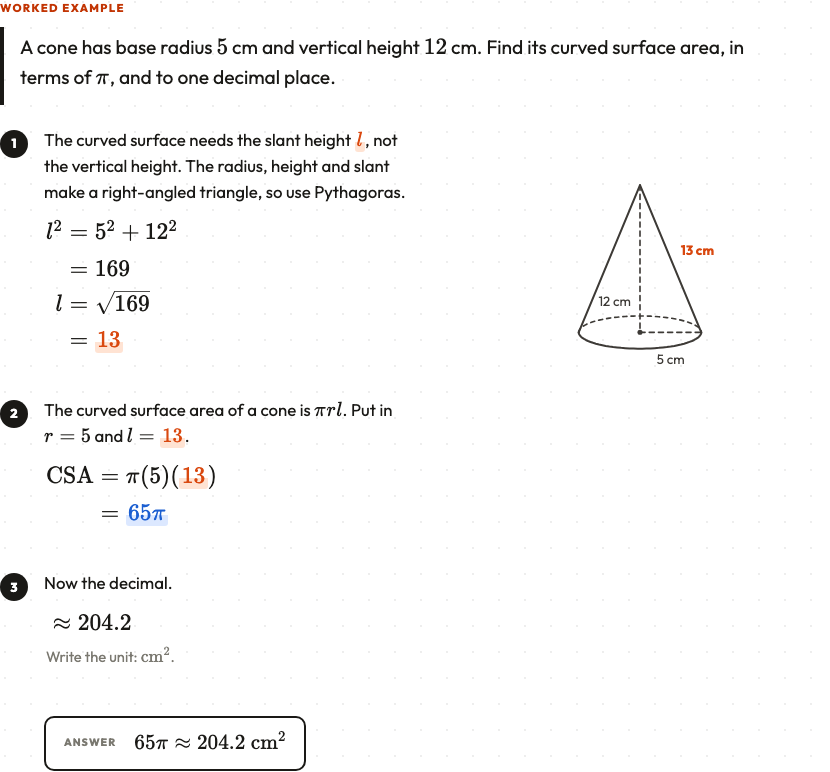 WORKED EXAMPLE
A cone has base radius 5 cm and vertical height 12 cm. Find its curved surface area, in
terms of π, and to one decimal place.
1
The curved surface needs the slant height l, not
the vertical height. The radius, height and slant
make a right-angled triangle, so use Pythagoras.
l² = 5² + 12²
= 169
l = √169
= 13
13 cm
12 cm
5 cm
2
The curved surface area of a cone is πrl. Put in
r = 5 and l = 13.
CSA = π(5)(13)
= 65π
3
Now the decimal.
≈ 204.2
Write the unit: cm².
ANSWER 65π ≈ 204.2 cm²